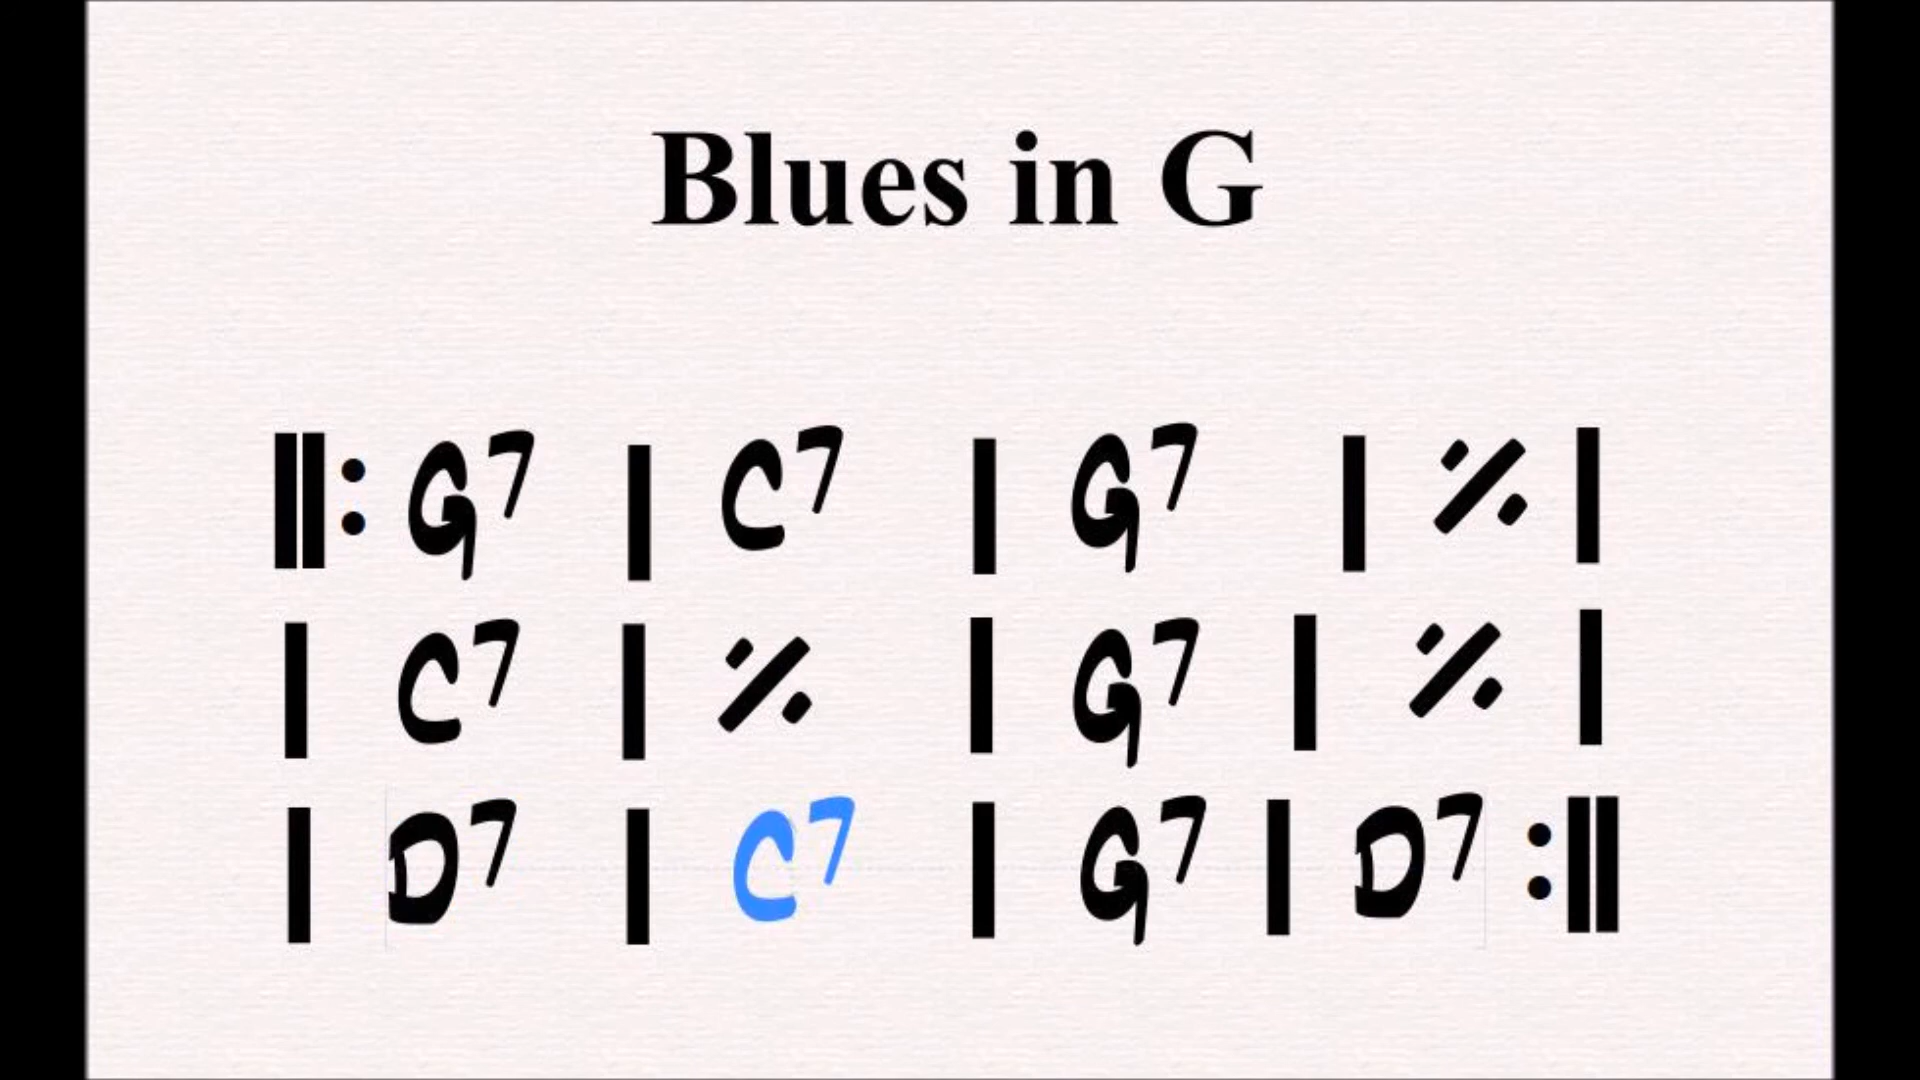 Blues in G
||: G7 | C7 | G7 | % |
| C7 | % | G7 | % |
| D7 | C7 | G7 | D7 :||